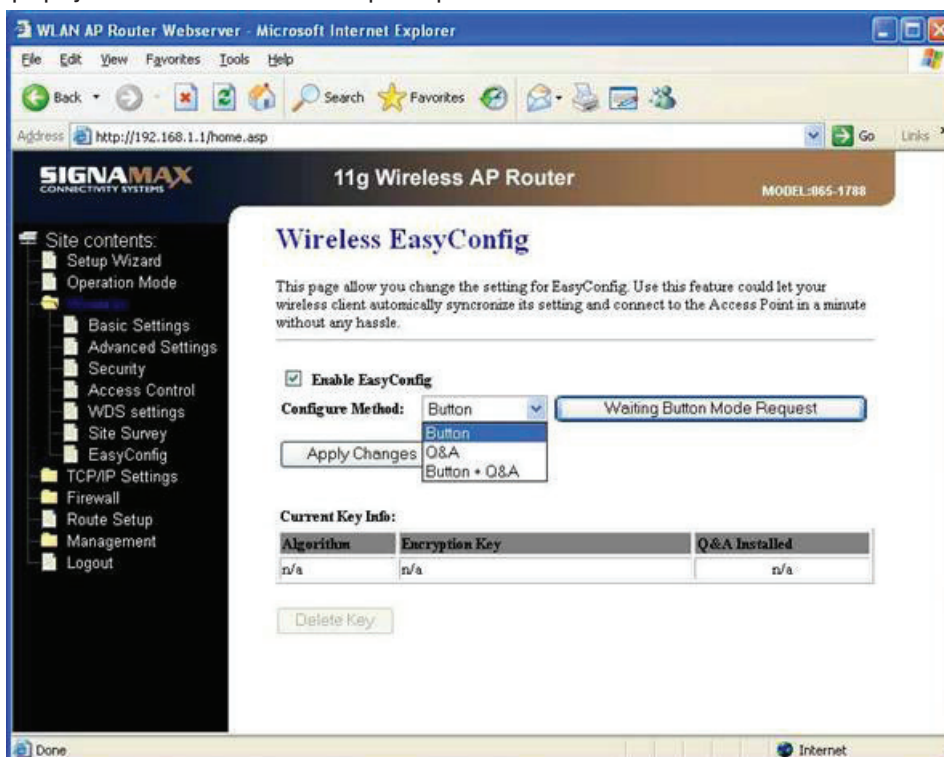 WLAN AP Router Webserver - Microsoft Internet Explorer
File Edit View Favorites Tools Help
Back Search Favorites
Address http://192.168.1.1/home.asp Go Links
SIGNAMAX
CONNECTIVITY SYSTEMS
11g Wireless AP Router
MODEL:065-1788
Site contents:
Setup Wizard
Operation Mode
Wireless
Basic Settings
Advanced Settings
Security
Access Control
WDS settings
Site Survey
EasyConfig
TCP/IP Settings
Firewall
Route Setup
Management
Logout
Wireless EasyConfig
This page allow you change the setting for EasyConfig. Use this feature could let your
wireless client automically syncronize its setting and connect to the Access Point in a minute
without any hassle.
Enable EasyConfig
Configure Method: Button Waiting Button Mode Request
Button
Q&A
Button + Q&A
Apply Changes
Current Key Info:
Algorithm Encryption Key Q&A Installed
n/a n/a n/a
Delete Key
Done Internet